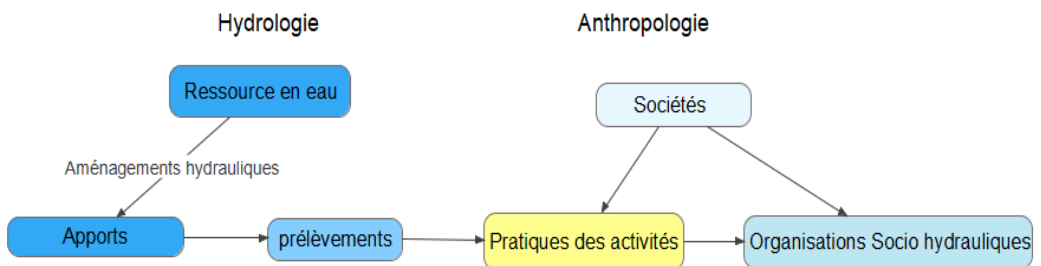 Hydrologie
Anthropologie
Ressource en eau
Sociétés
Aménagements hydrauliques
Apports
prélèvements
Pratiques des activités
Organisations Socio hydrauliques